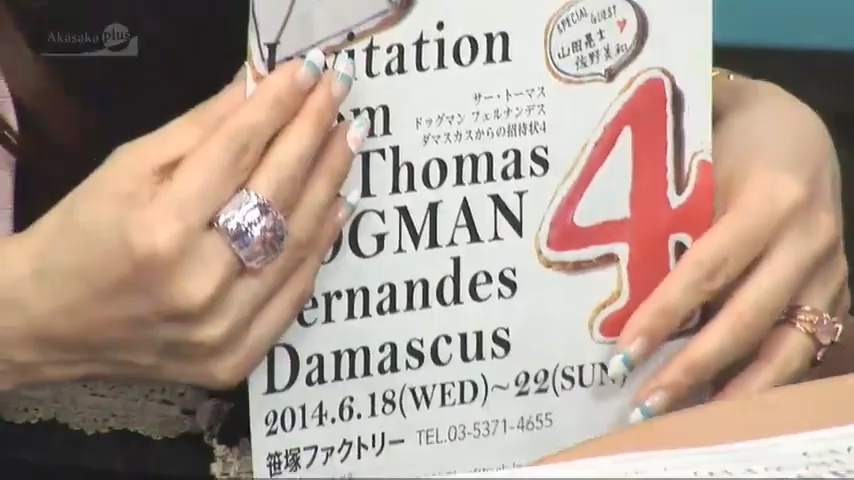 Akasaka plus
SPECIAL GUEST
山田
佐野美和
Invitation
サー・トーマス
ドッグマン フェルナンデス
ダマスカスからの招待状4
Thomas
OGMAN
ernandes
Damascus
4
2014.6.18(WED)~22(SUN)
笹塚ファクトリー TEL.03-5371-4655